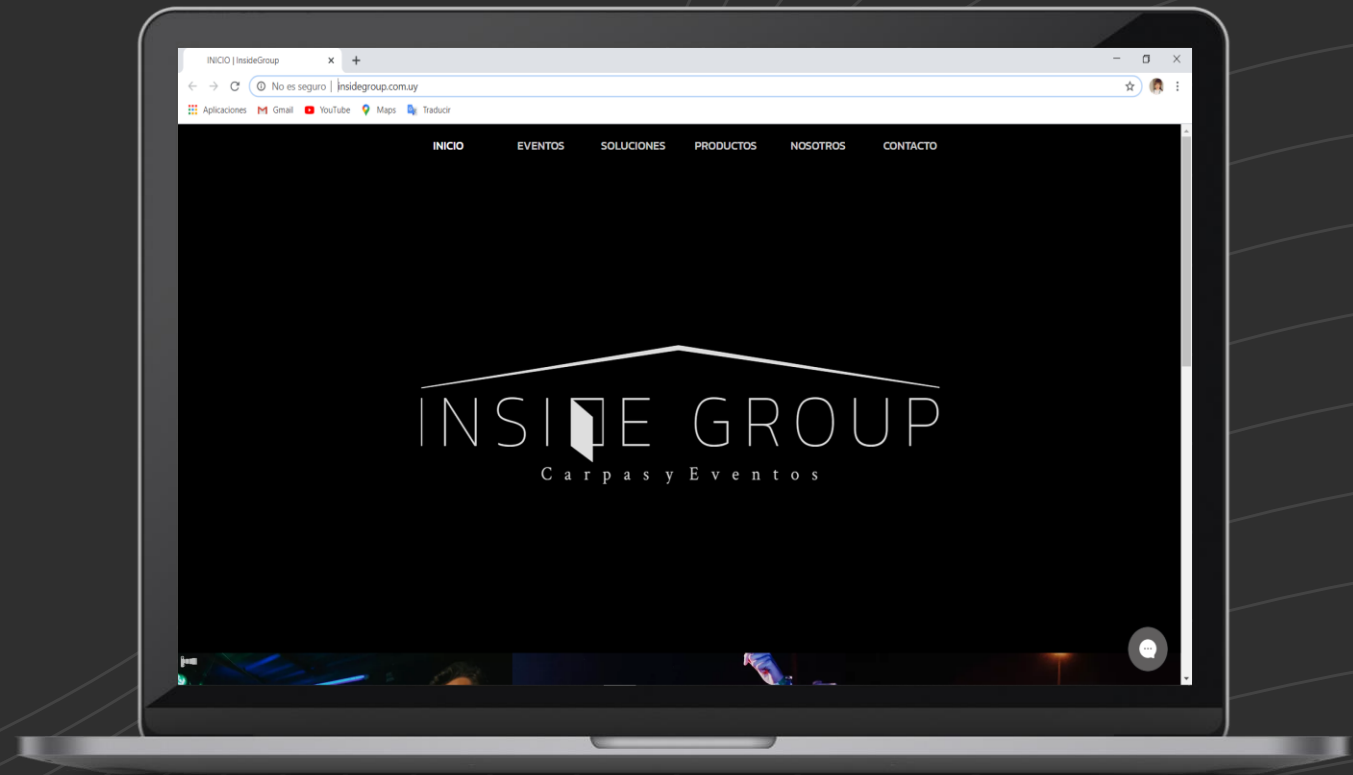 INICIO | InsideGroup
No es seguro | insidegroup.com.uy
Aplicaciones Gmail YouTube Maps Traducir
INICIO EVENTOS SOLUCIONES PRODUCTOS NOSOTROS CONTACTO
INSIDE GROUP
Carpas y Eventos